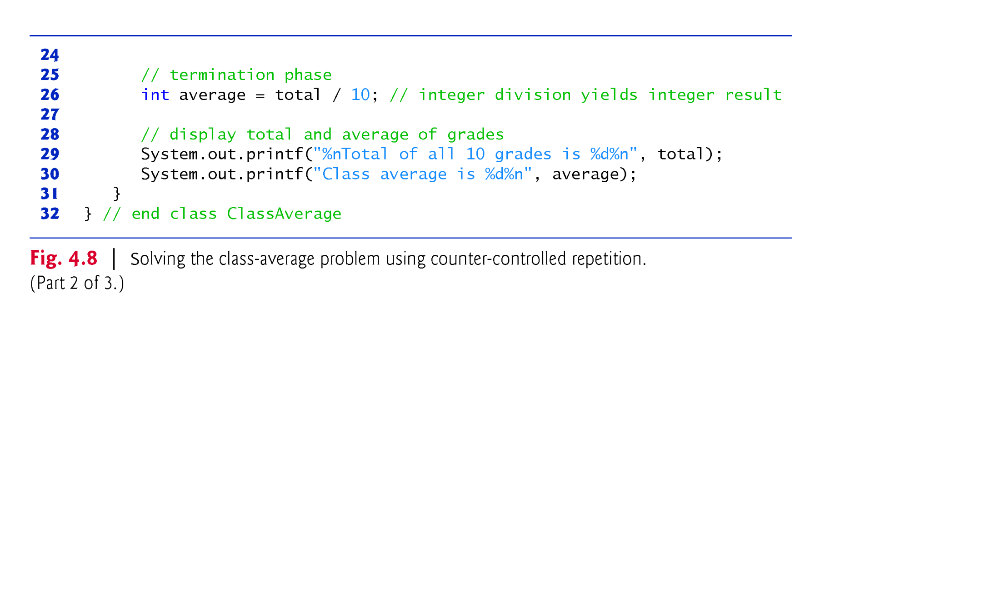 24
25 // termination phase
26 int average = total / 10; // integer division yields integer result
27
28 // display total and average of grades
29 System.out.printf("%nTotal of all 10 grades is %d%n", total);
30 System.out.printf("Class average is %d%n", average);
31 }
32 } // end class ClassAverage
Fig. 4.8 | Solving the class-average problem using counter-controlled repetition.
(Part 2 of 3.)